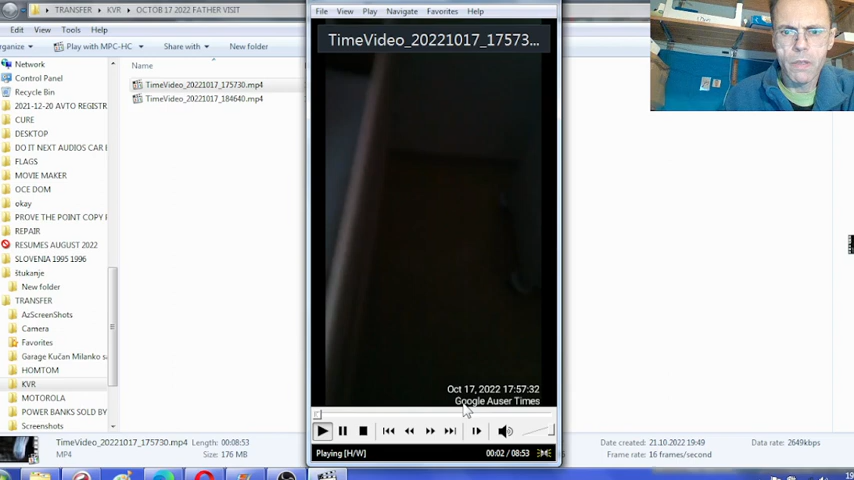 TRANSFER ▸ KVR ▸ OCTOB 17 2022 FATHER VISIT
Edit View Tools Help
rganize Play with MPC-HC Share with New folder
Name
TimeVideo_20221017_175730.mp4
TimeVideo_20221017_184640.mp4
Network
Control Panel
Recycle Bin
2021-12-20 AVTO REGISTR
CURE
DESKTOP
DO IT NEXT AUDIOS CAR
FLAGS
MOVIE MAKER
OCE DOM
okay
PROVE THE POINT COPY
REPAIR
RESUMES AUGUST 2022
SLOVENIA 1995 1996
štukanje
New folder
TRANSFER
AzScreenShots
Camera
Favorites
Garage Kućan Milanko s
HOMTOM
KVR
MOTOROLA
POWER BANKS SOLD BY
Screenshots
File View Play Navigate Favorites Help
TimeVideo_20221017_17573...
Oct 17, 2022 17:57:32
Google Auser Times
Playing [H/W] 00:02 / 08:53
TimeVideo_20221017_175730.mp4 Length: 00:08:53 Date created: 21.10.2022 19:49 Data rate: 2649kbps
MP4 Size: 176 MB Frame rate: 16 frames/second